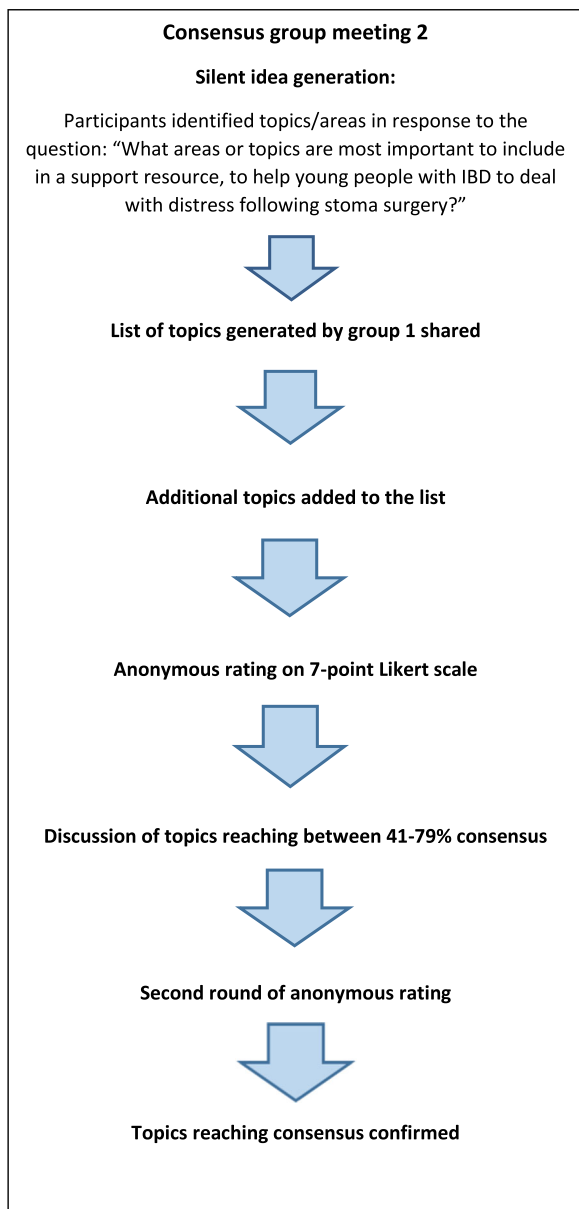 Consensus group meeting 2
Silent idea generation:
Participants identified topics/areas in response to the
question: “What areas or topics are most important to include
in a support resource, to help young people with IBD to deal
with distress following stoma surgery?”
List of topics generated by group 1 shared
Additional topics added to the list
Anonymous rating on 7-point Likert scale
Discussion of topics reaching between 41-79% consensus
Second round of anonymous rating
Topics reaching consensus confirmed